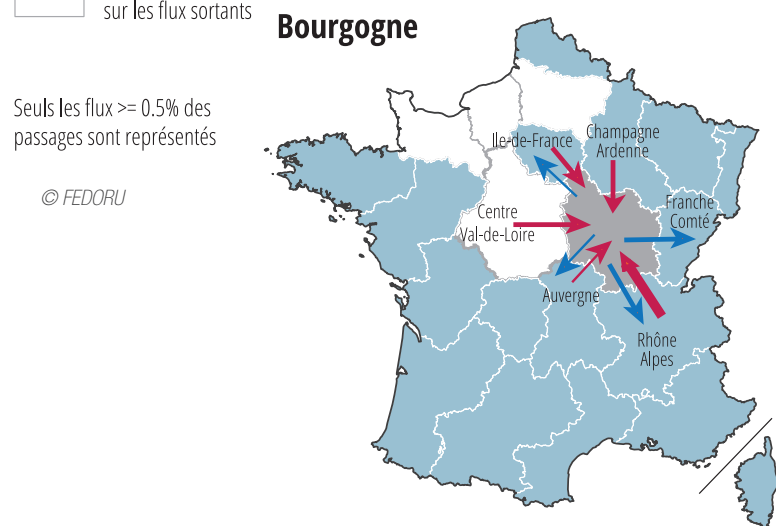 sur les flux sortants
Bourgogne
Seuls les flux >= 0.5% des
passages sont représentés
© FEDORU
Ile-de-France
Champagne
Ardenne
Franche
Comté
Centre
Val-de-Loire
Auvergne
Rhône
Alpes